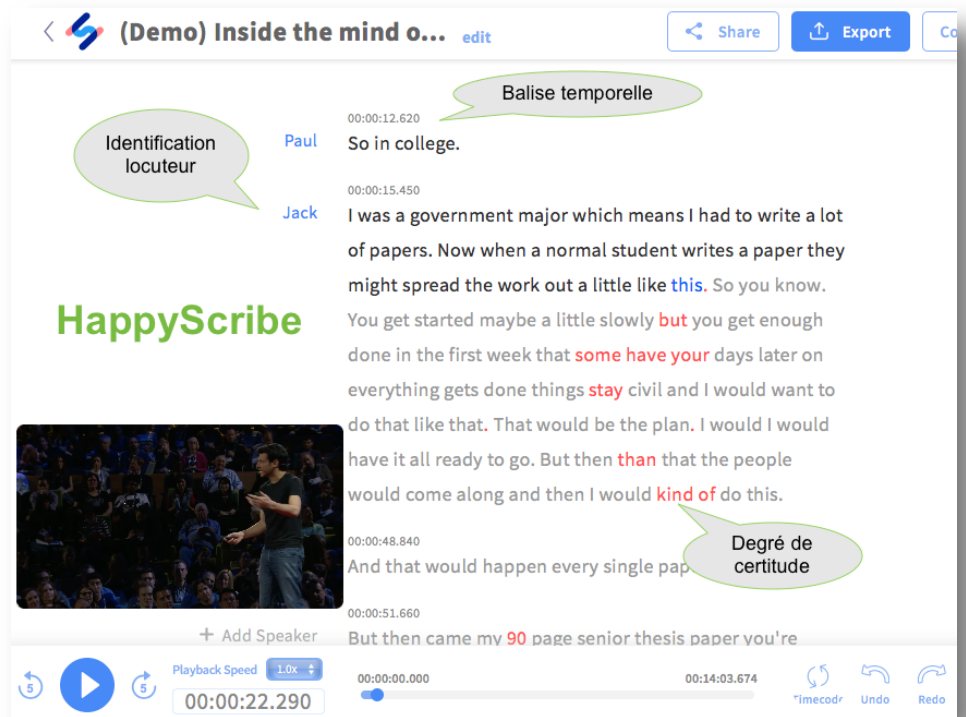 (Demo) Inside the mind o... edit
Share
Export
Co
Balise temporelle
00:00:12.620
Identification
locuteur
Paul
So in college.
00:00:15.450
Jack
I was a government major which means I had to write a lot
of papers. Now when a normal student writes a paper they
might spread the work out a little like this. So you know.
You get started maybe a little slowly but you get enough
done in the first week that some have your days later on
everything gets done things stay civil and I would want to
do that like that. That would be the plan. I would I would
have it all ready to go. But then than that the people
would come along and then I would kind of do this.
HappyScribe
00:00:48.840
And that would happen every single pap
Degré de
certitude
00:00:51.660
But then came my 90 page senior thesis paper you're
+ Add Speaker
5
5
Playback Speed 1.0x
00:00:22.290
00:00:00.000
00:14:03.674
Timecode
Undo
Redo